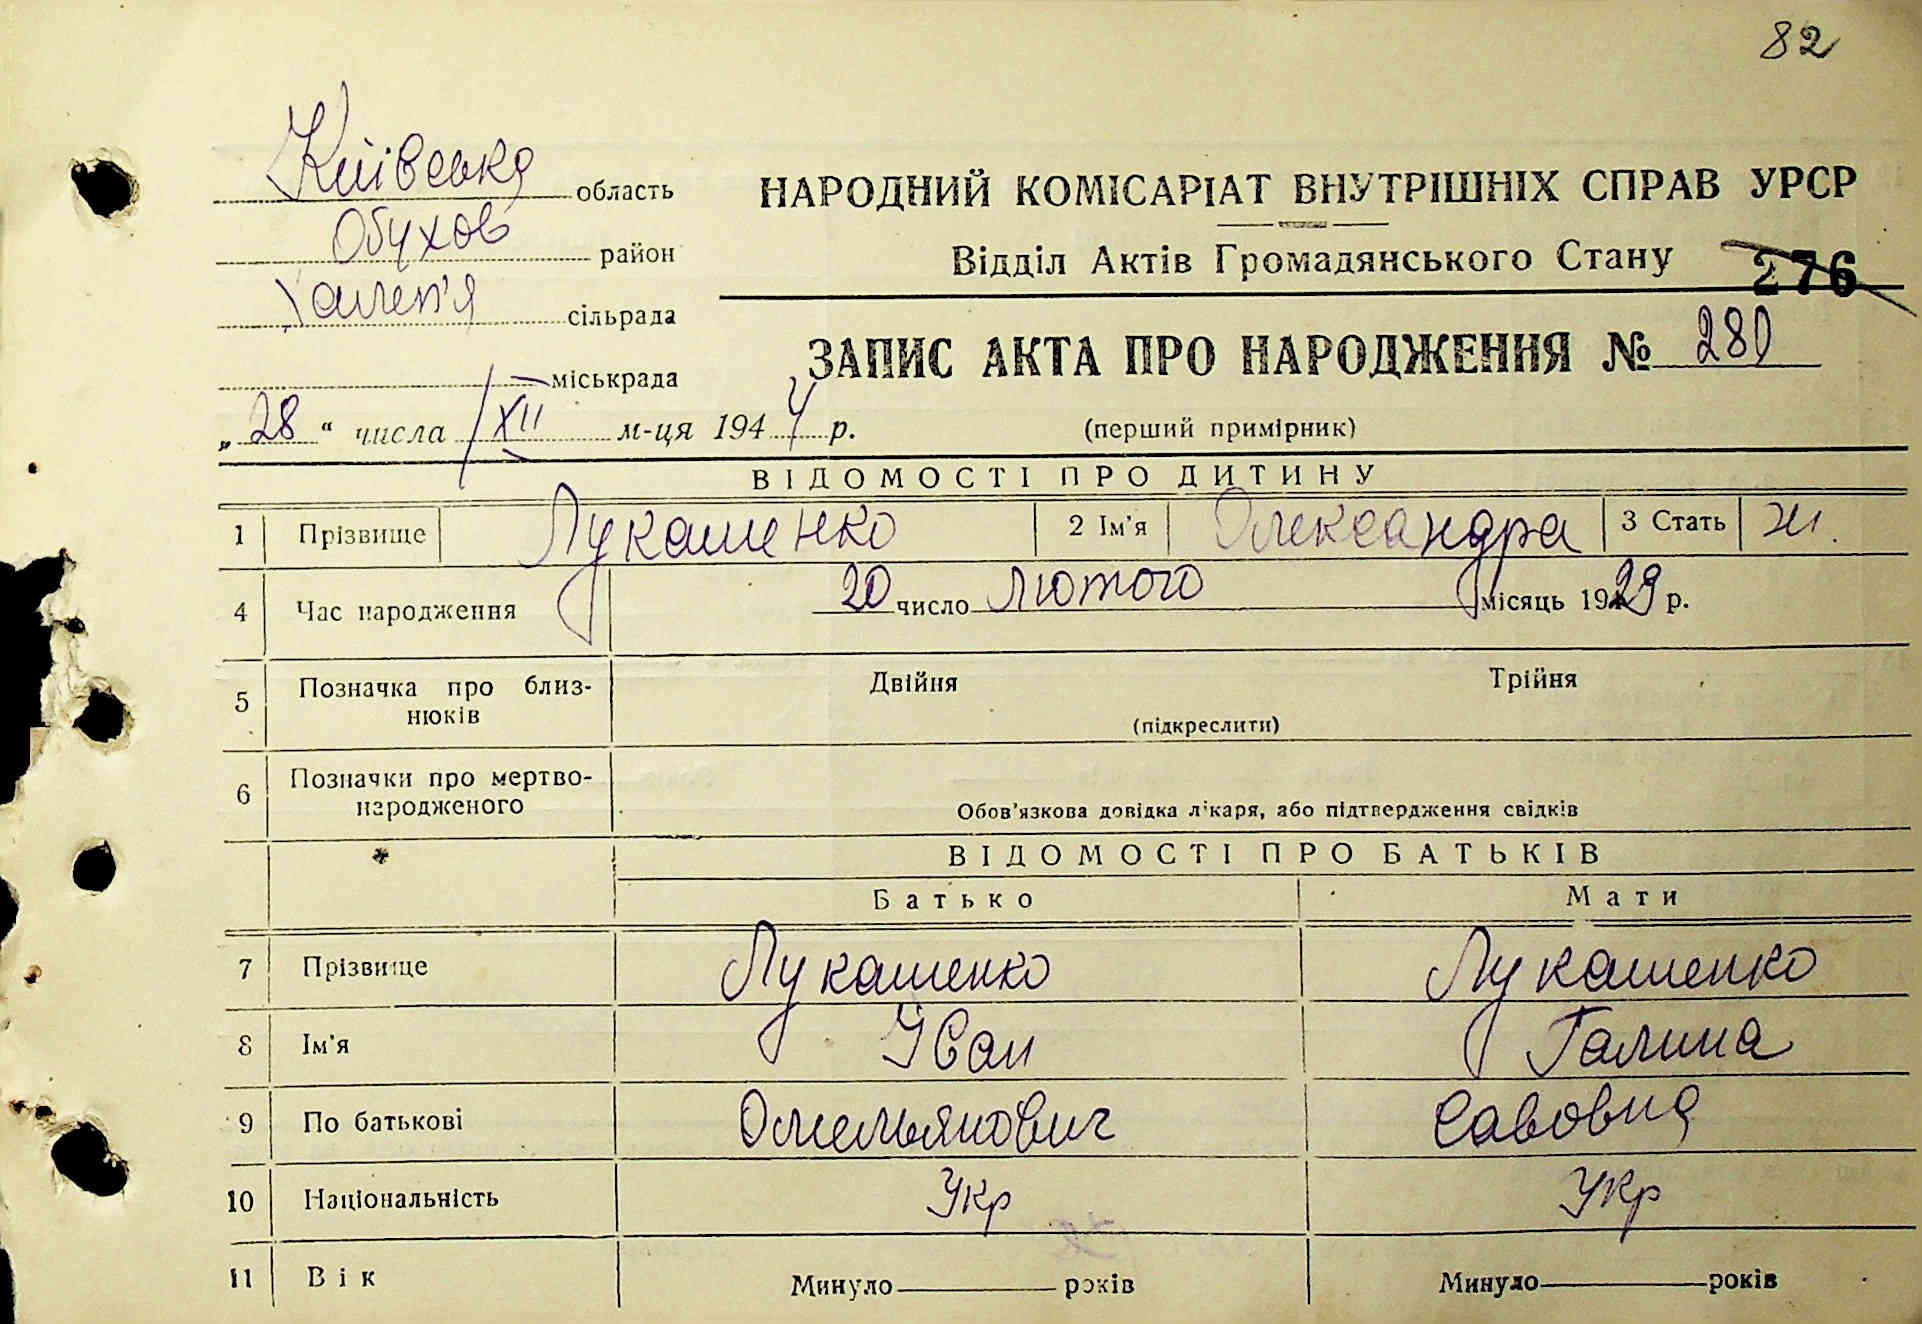 82
Київська область
Обухов район
Халеп'я сільрада
міськрада
„28“ числа XII м-ця 1944 р.
НАРОДНИЙ КОМІСАРІАТ ВНУТРІШНІХ СПРАВ УРСР
Відділ Актів Громадянського Стану
276
ЗАПИС АКТА ПРО НАРОДЖЕННЯ № 280
(перший примірник)
ВІДОМОСТІ ПРО ДИТИНУ
1 Прізвище Лукашенко 2 Ім'я Олександра 3 Стать ж.
4 Час народження 20 число лютого місяць 1929 р.
5 Позначка про близ- Двійня Трійня
нюків (підкреслити)
6 Позначки про мертво-
народженого Обов'язкова довідка лікаря, або підтвердження свідків
ВІДОМОСТІ ПРО БАТЬКІВ
Батько Мати
7 Прізвище Лукашенко Лукашенко
8 Ім'я Іван Галина
9 По батькові Омельянович Савовна
10 Національність Укр Укр
11 Вік Минуло років Минуло років